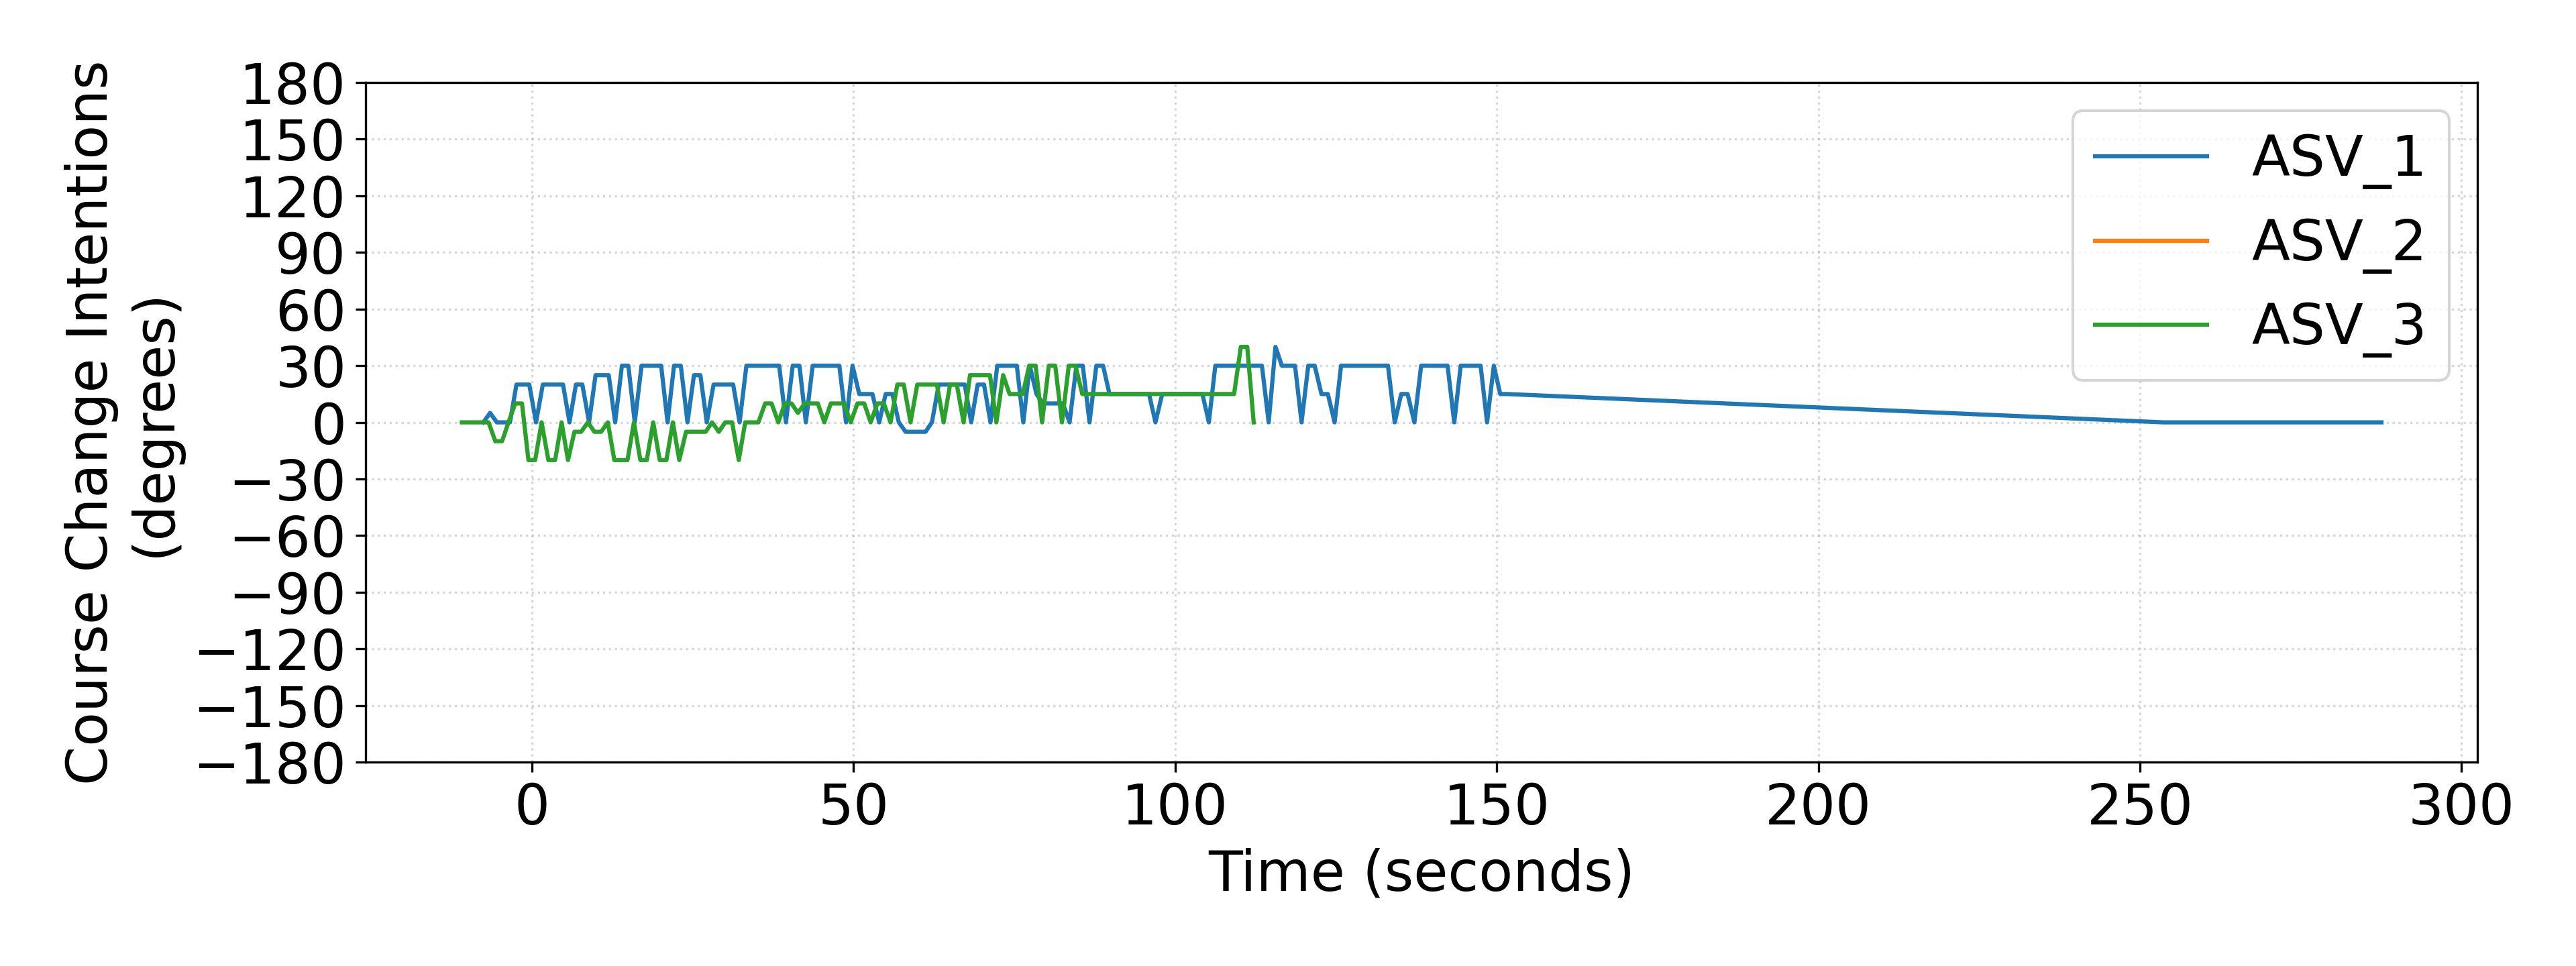 Course Change Intentions
(degrees)
180
150
120
90
60
30
0
−30
−60
−90
−120
−150
−180
0 50 100 150 200 250 300
Time (seconds)
ASV_1
ASV_2
ASV_3